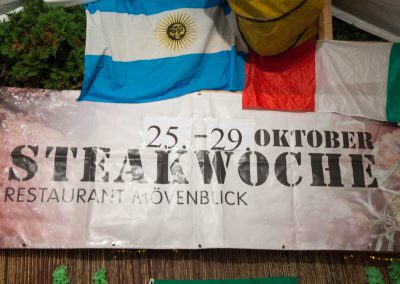 25. - 29. OKTOBER
STEAKWOCHE
RESTAURANT MÖVENBLICK